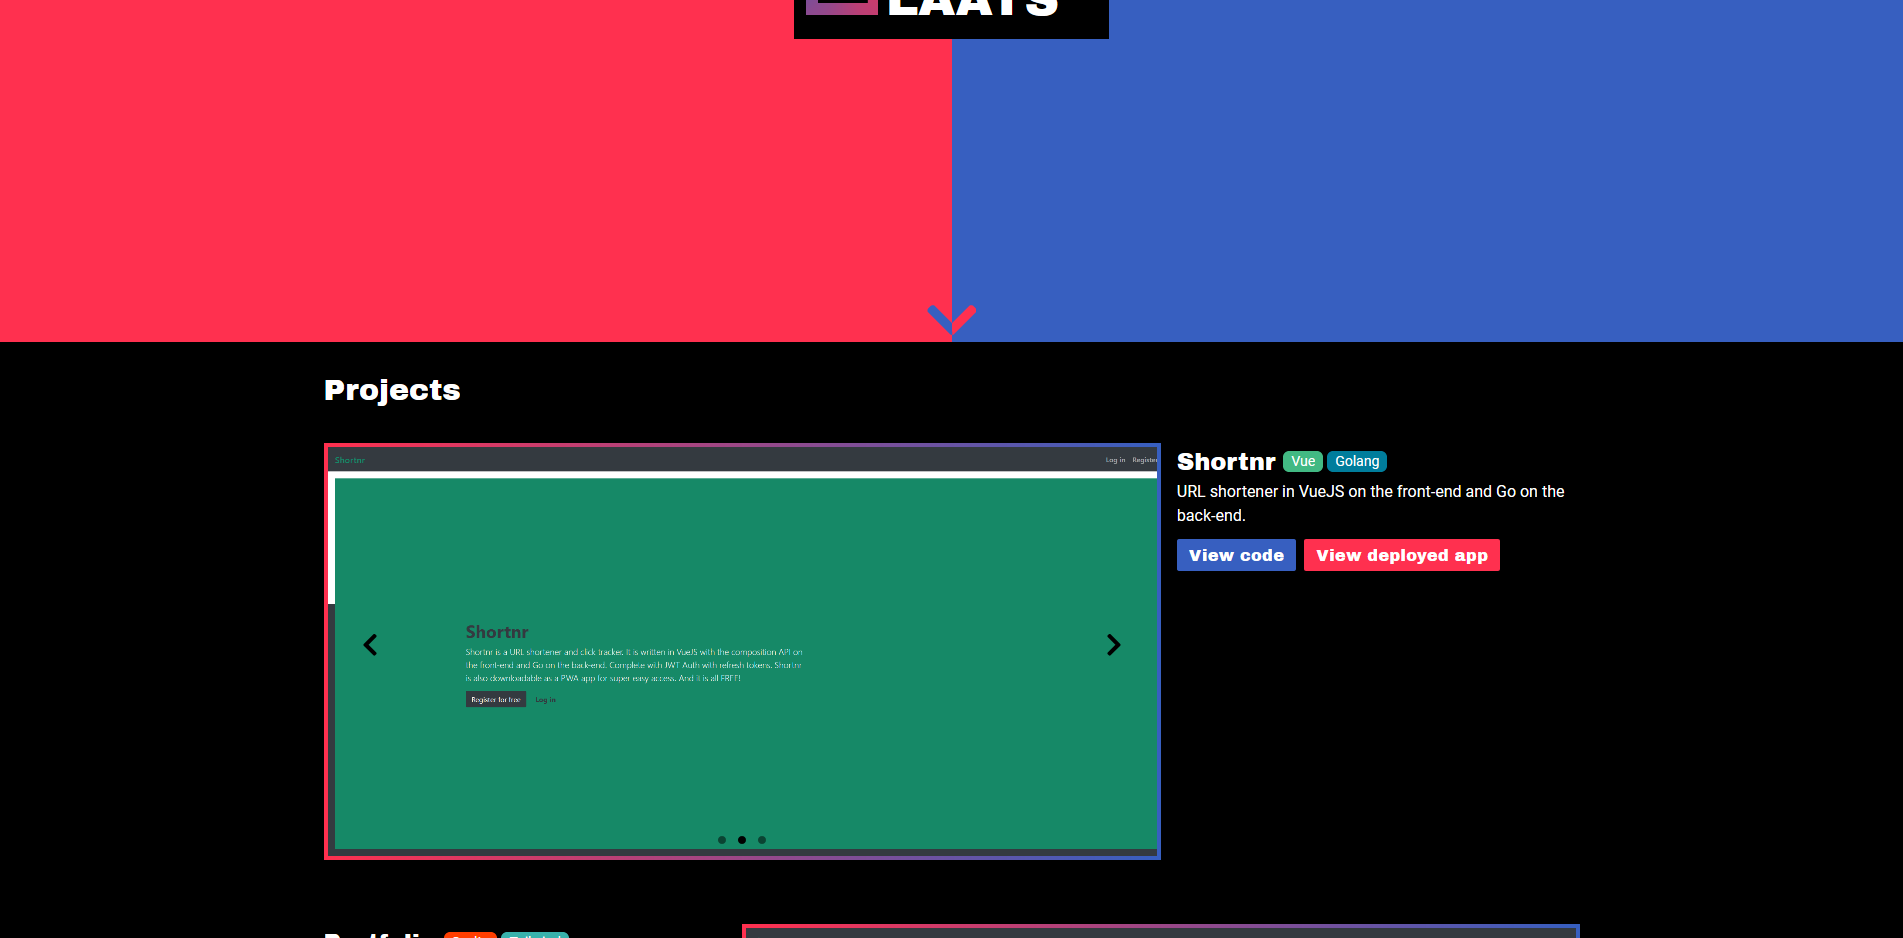 LAATS
Projects
Shortnr
Log in Register
Shortnr
Shortnr is a URL shortener and click tracker. It is written in VueJS with the composition API on
the front-end and Go on the back-end. Complete with JWT Auth with refresh tokens. Shortnr
is also downloadable as a PWA app for super easy access. And it is all FREE!
Register for free Log in
Shortnr Vue Golang
URL shortener in VueJS on the front-end and Go on the
back-end.
View code View deployed app
Portfolio